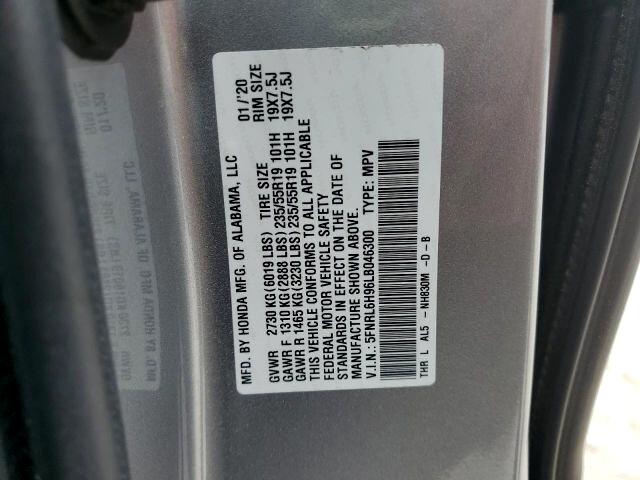 MFD. BY HONDA MFG. OF ALABAMA, LLC 01/'20
GVWR 2730 KG (6019 LBS) TIRE SIZE RIM SIZE
GAWR F 1310 KG (2888 LBS) 235/55R19 101H 19X7.5J
GAWR R 1465 KG (3230 LBS) 235/55R19 101H 19X7.5J
THIS VEHICLE CONFORMS TO ALL APPLICABLE
FEDERAL MOTOR VEHICLE SAFETY
STANDARDS IN EFFECT ON THE DATE OF
MANUFACTURE SHOWN ABOVE.
V.I.N.: 5FNRL6H96LB046300 TYPE: MPV
THR L AL5 - NH830M -D-B